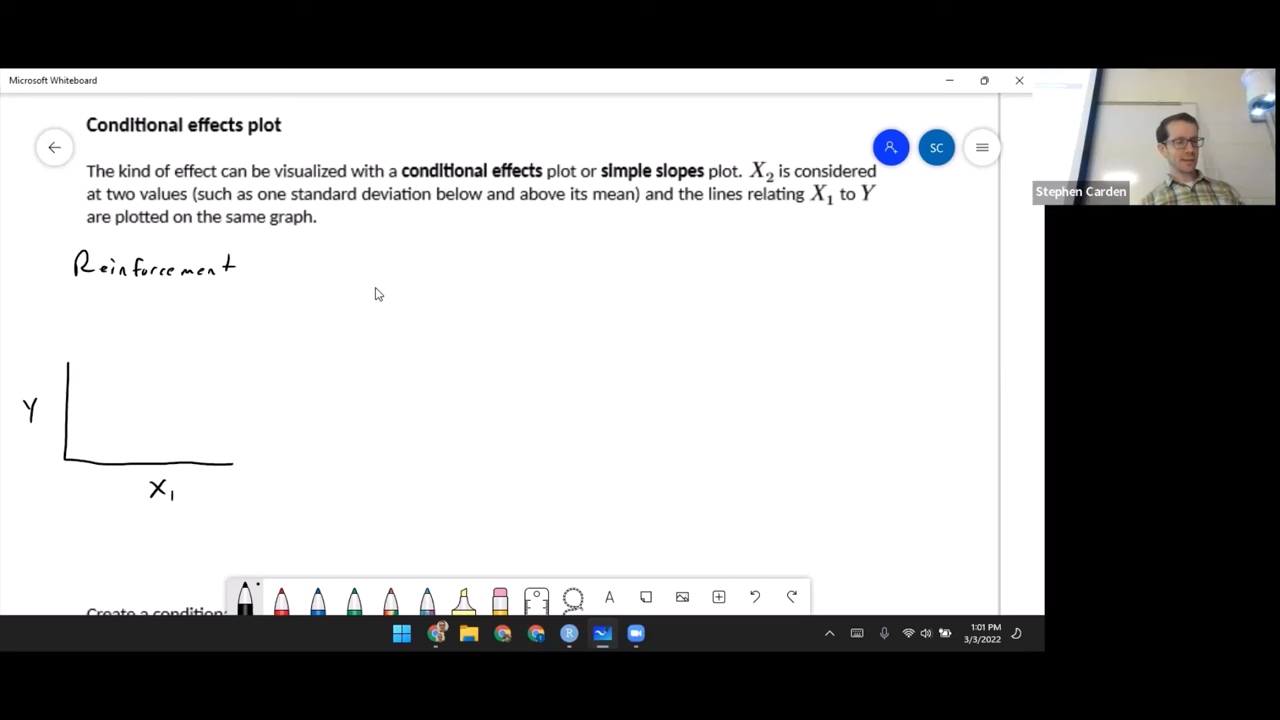 Microsoft Whiteboard
Conditional effects plot
SC
The kind of effect can be visualized with a conditional effects plot or simple slopes plot. X₂ is considered
at two values (such as one standard deviation below and above its mean) and the lines relating X₁ to Y
are plotted on the same graph.
Stephen Carden
Reinforcement
Y
X₁
Create a condition
A
1:01 PM
3/3/2022